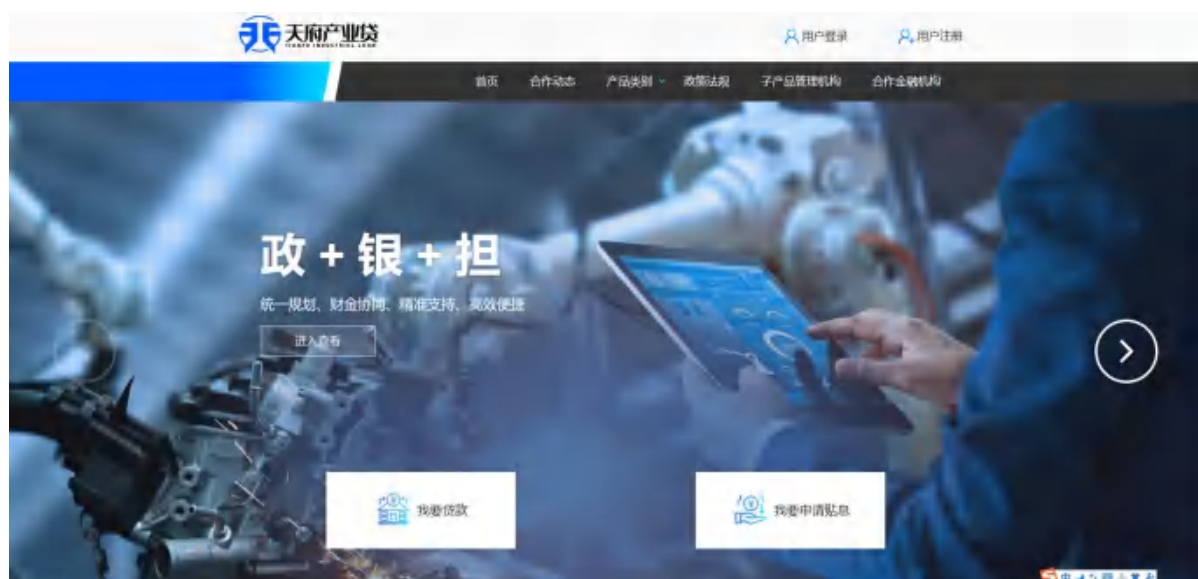 天府产业贷
TIANFU INDUSTRIAL LOAN
用户登录
用户注册
首页 合作动态 产品类别 政策法规 子产品管理机构 合作金融机构
政+银+担
统一规划、财金协同、精准支持、高效便捷
进入查看
我要贷款
我要申请贴息